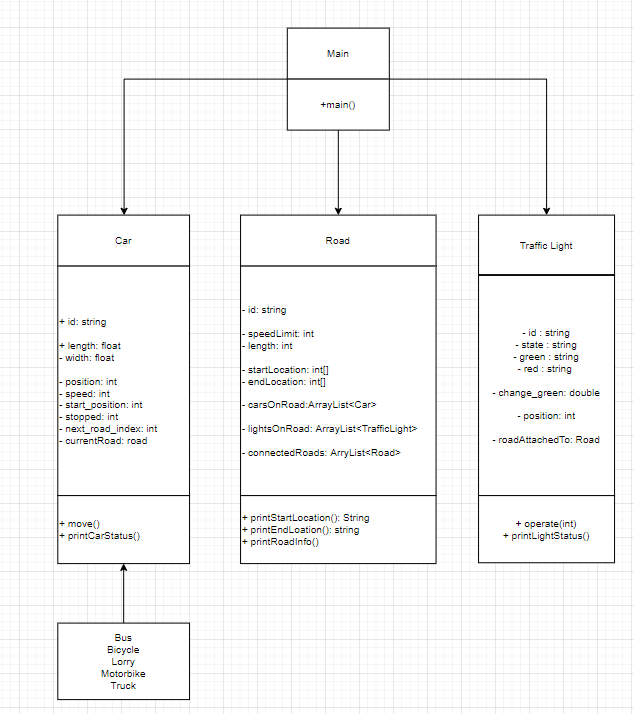 Main
+main()
Car
+ id: string
+ length: float
- width: float
- position: int
- speed: int
- start_position: int
- stopped: int
- next_road_index: int
- currentRoad: road
+ move()
+ printCarStatus()
Road
- id: string
- speedLimit: int
- length: int
- startLocation: int[]
- endLocation: int[]
- carsOnRoad:ArrayList<Car>
- lightsOnRoad: ArrayList<TrafficLight>
- connectedRoads: ArryList<Road>
+ printStartLocation(): String
+ printEndLoation(): string
+ printRoadInfo()
Traffic Light
- id : string
- state : string
- green : string
- red : string
- change_green: double
- position: int
- roadAttachedTo: Road
+ operate(int)
+ printLightStatus()
Bus
Bicycle
Lorry
Motorbike
Truck